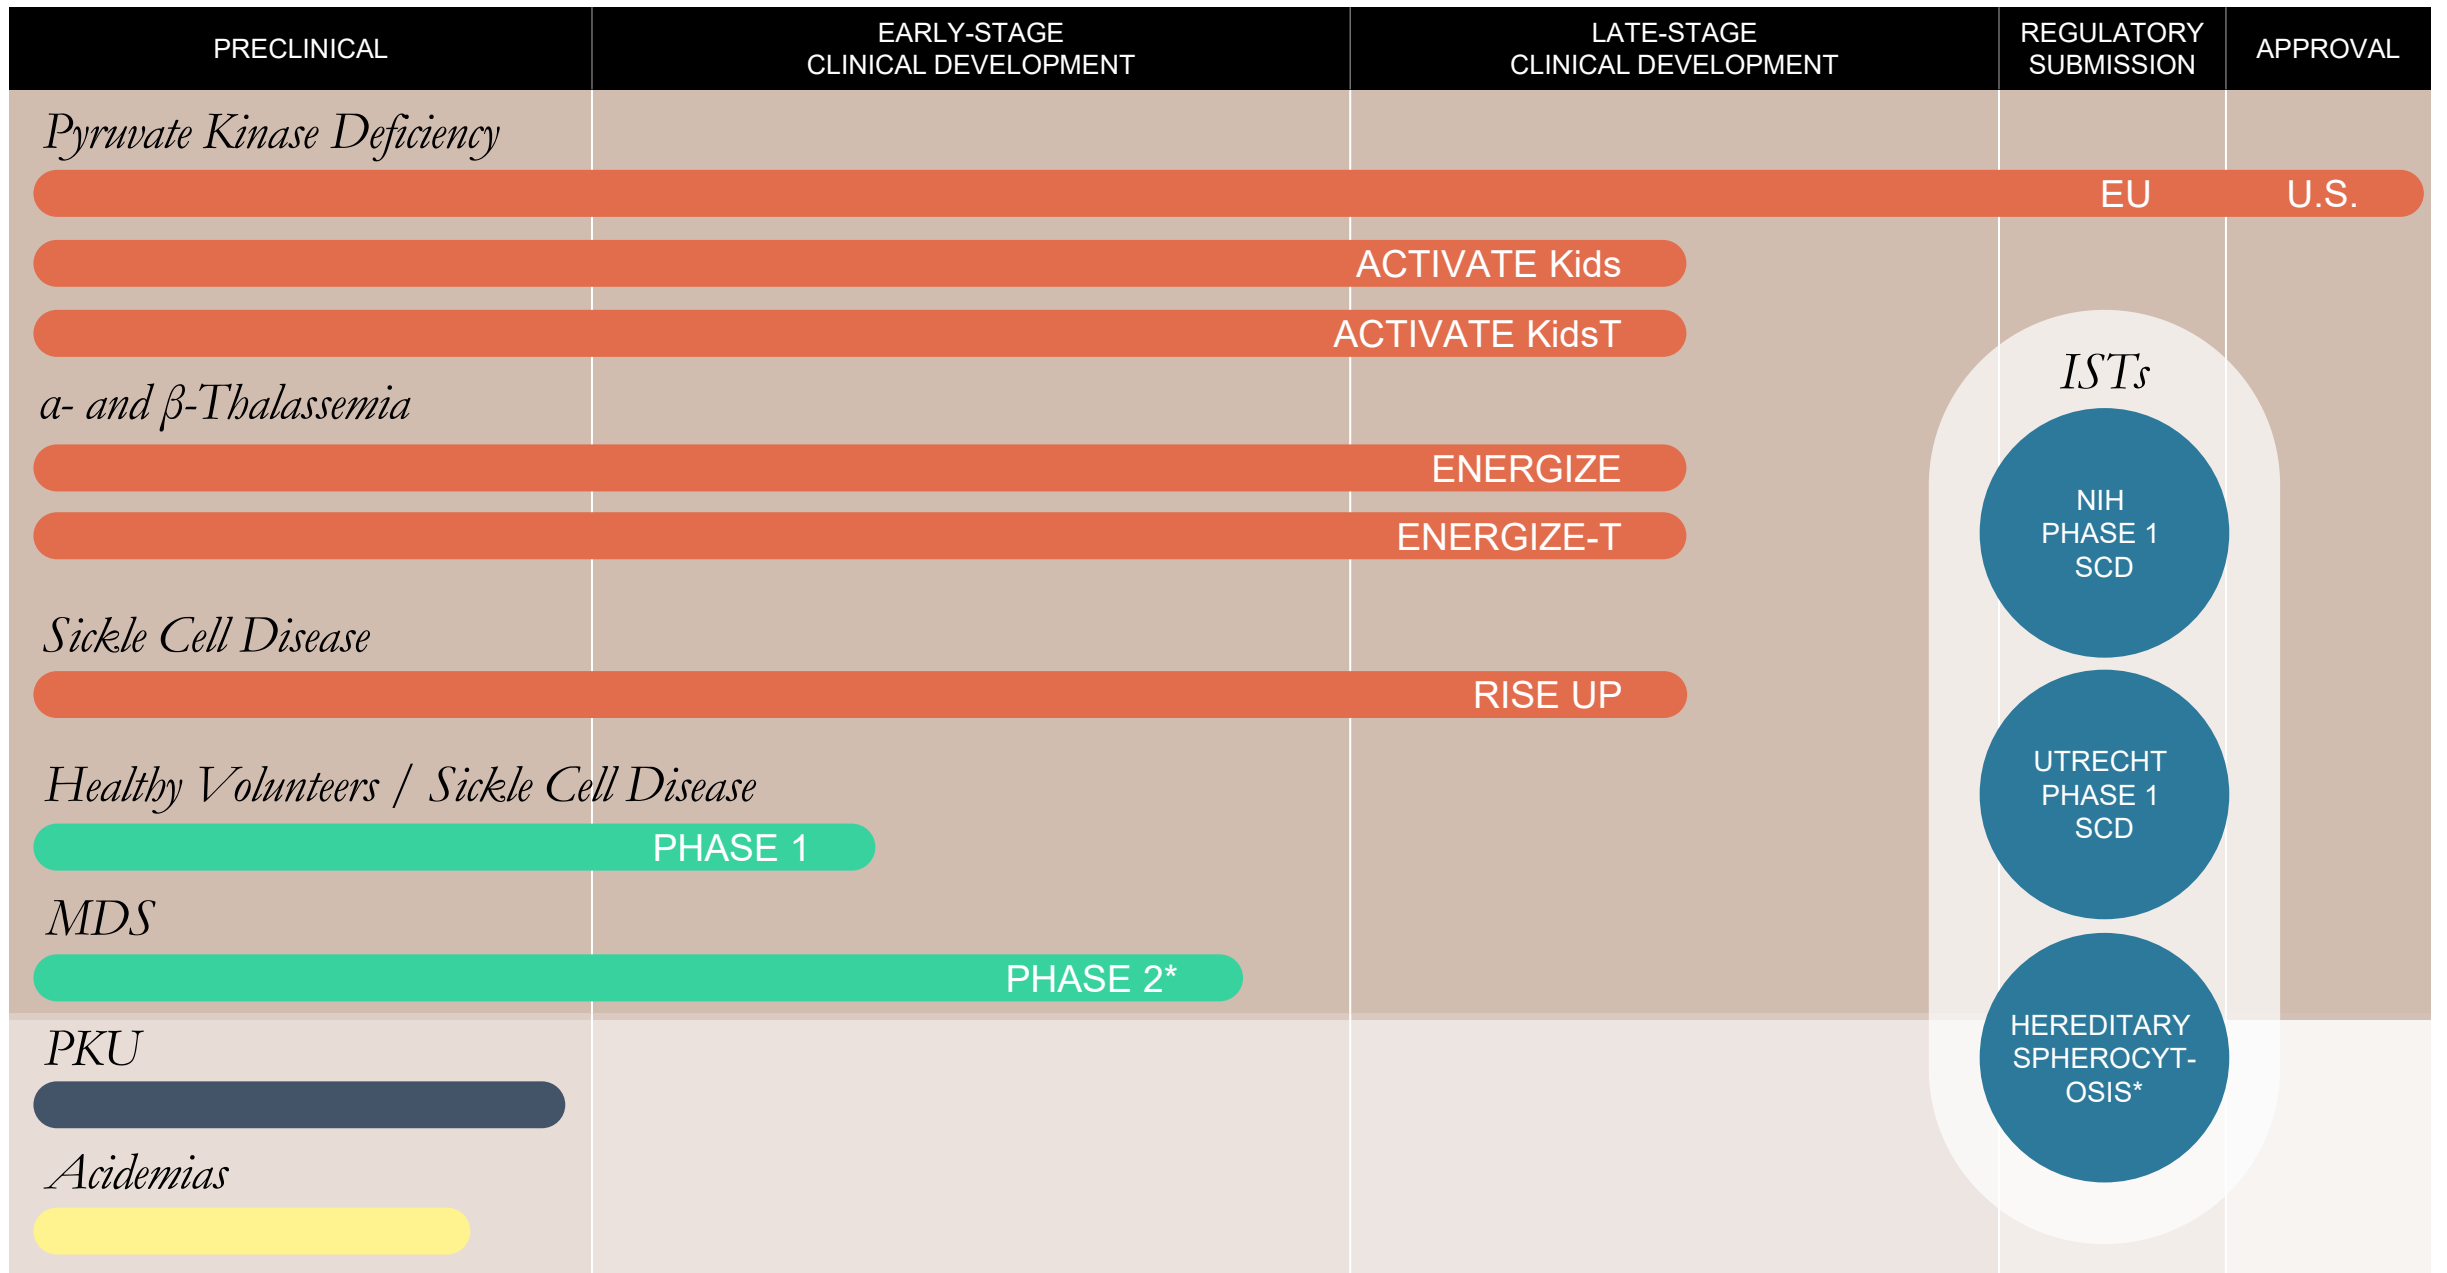 PRECLINICAL
EARLY-STAGE
CLINICAL DEVELOPMENT
LATE-STAGE
CLINICAL DEVELOPMENT
REGULATORY
SUBMISSION
APPROVAL
Pyruvate Kinase Deficiency
EU
U.S.
ACTIVATE Kids
ACTIVATE KidsT
α- and β-Thalassemia
ENERGIZE
ENERGIZE-T
Sickle Cell Disease
RISE UP
Healthy Volunteers / Sickle Cell Disease
PHASE 1
MDS
PHASE 2*
PKU
Acidemias
ISTs
NIH
PHASE 1
SCD
UTRECHT
PHASE 1
SCD
HEREDITARY
SPHEROCYT-
OSIS*